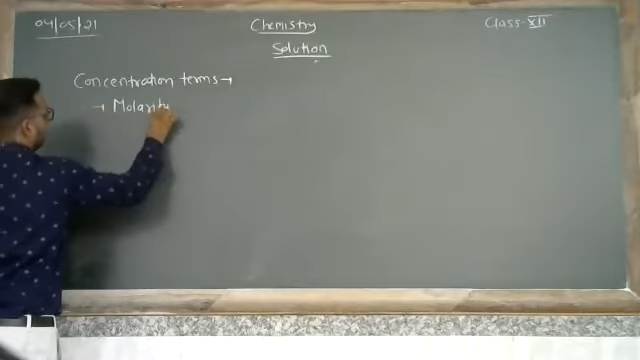 04/05/21 Chemistry Class-XII
Solution
Concentration terms →
→ Molarity